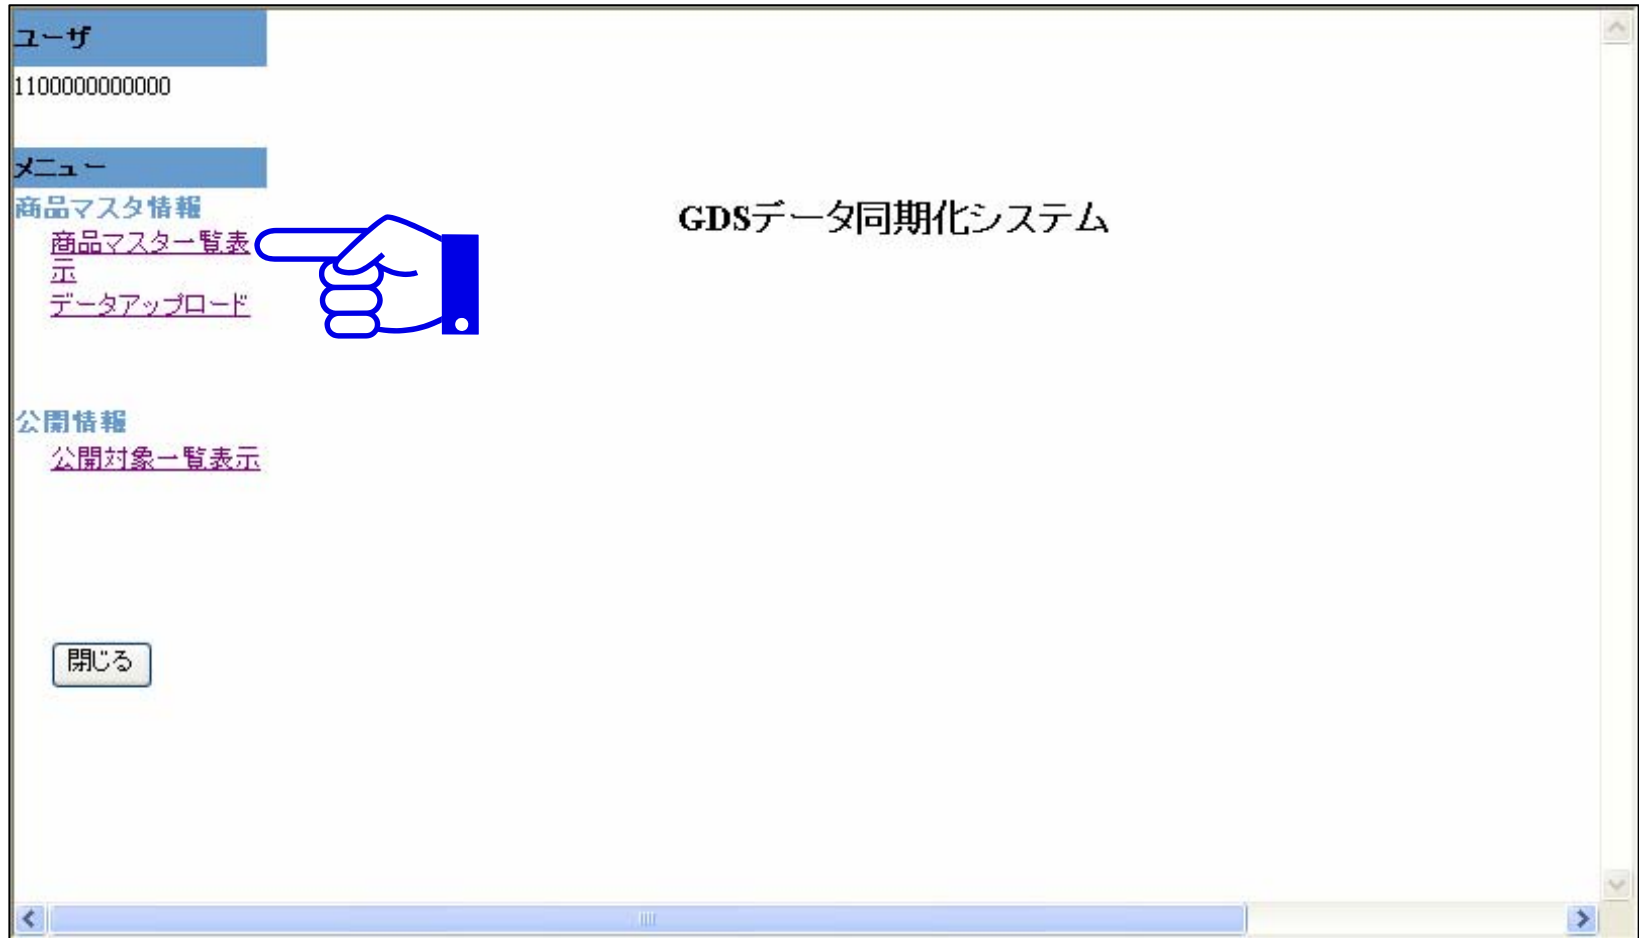 ユーザ
1100000000000
メニュー
商品マスタ情報
商品マスター覧表
示
データアップロード
GDSデータ同期化システム
公開情報
公開対象一覧表示
閉じる